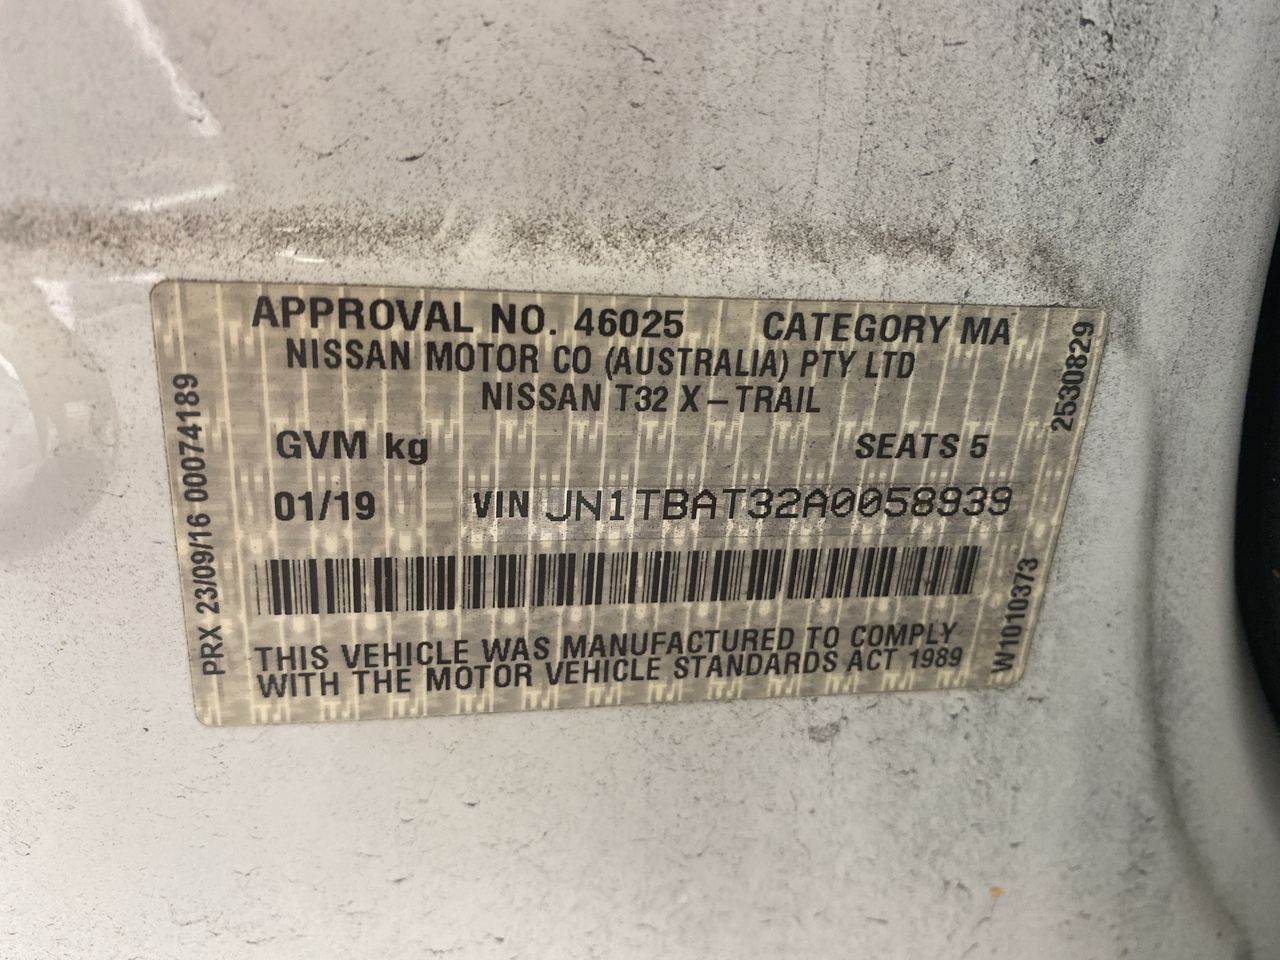 APPROVAL NO. 46025 CATEGORY MA
NISSAN MOTOR CO (AUSTRALIA) PTY LTD
NISSAN T32 X-TRAIL
GVM kg SEATS 5
01/19 VIN JN1TBAT32A0058939
THIS VEHICLE WAS MANUFACTURED TO COMPLY
WITH THE MOTOR VEHICLE STANDARDS ACT 1989
PRX 23/09/16 00074189
W1010373
2530829